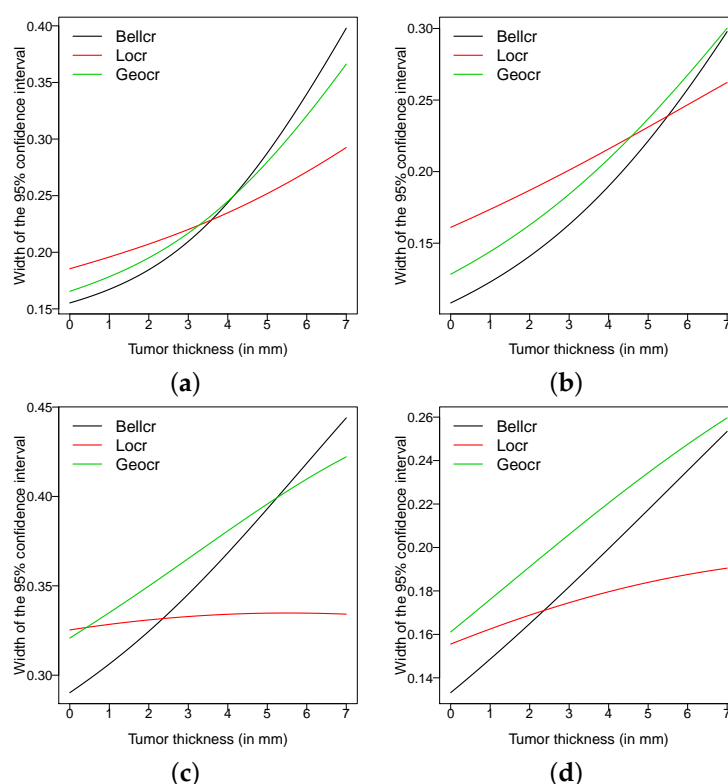 Width of the 95% confidence interval
0.40
0.35
0.30
0.25
0.20
0.15
Bellcr
Locr
Geocr
0 1 2 3 4 5 6 7
Tumor thickness (in mm)
(a)
Width of the 95% confidence interval
0.30
0.25
0.20
0.15
Bellcr
Locr
Geocr
0 1 2 3 4 5 6 7
Tumor thickness (in mm)
(b)
Width of the 95% confidence interval
0.45
0.40
0.35
0.30
Bellcr
Locr
Geocr
0 1 2 3 4 5 6 7
Tumor thickness (in mm)
(c)
Width of the 95% confidence interval
0.26
0.24
0.22
0.20
0.18
0.16
0.14
Bellcr
Locr
Geocr
0 1 2 3 4 5 6 7
Tumor thickness (in mm)
(d)